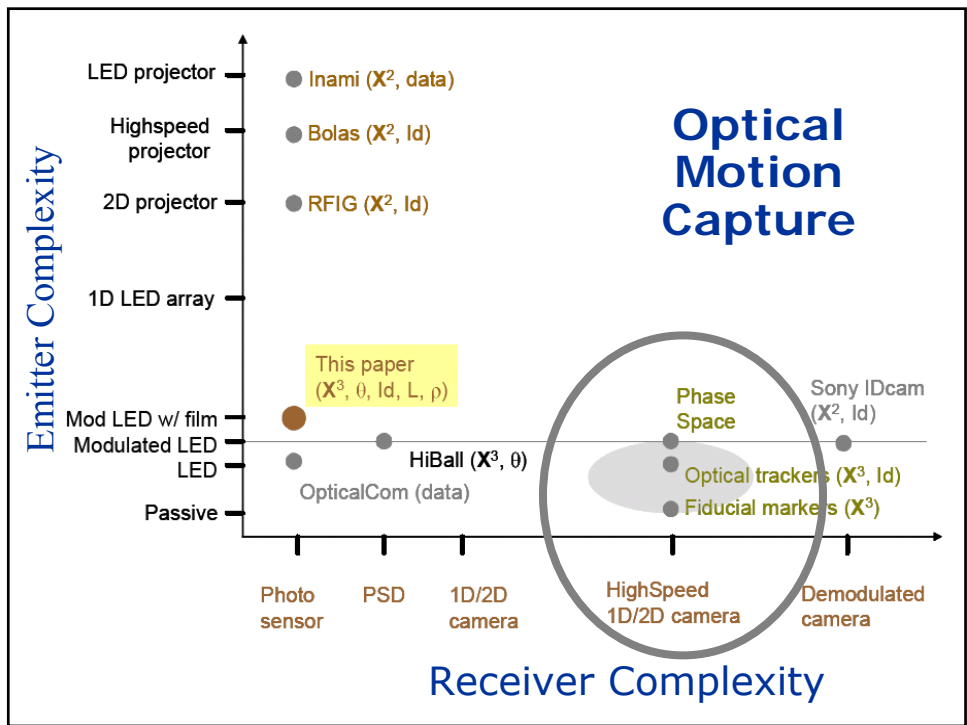 Optical
Motion
Capture
Emitter Complexity
LED projector
Highspeed
projector
2D projector
1D LED array
Mod LED w/ film
Modulated LED
LED
Passive
Inami (X², data)
Bolas (X², Id)
RFIG (X², Id)
This paper
(X³, θ, Id, L, ρ)
HiBall (X³, θ)
OpticalCom (data)
Phase
Space
Optical trackers (X³, Id)
Fiducial markers (X³)
Sony IDcam
(X², Id)
Photo
sensor
PSD
1D/2D
camera
HighSpeed
1D/2D camera
Demodulated
camera
Receiver Complexity